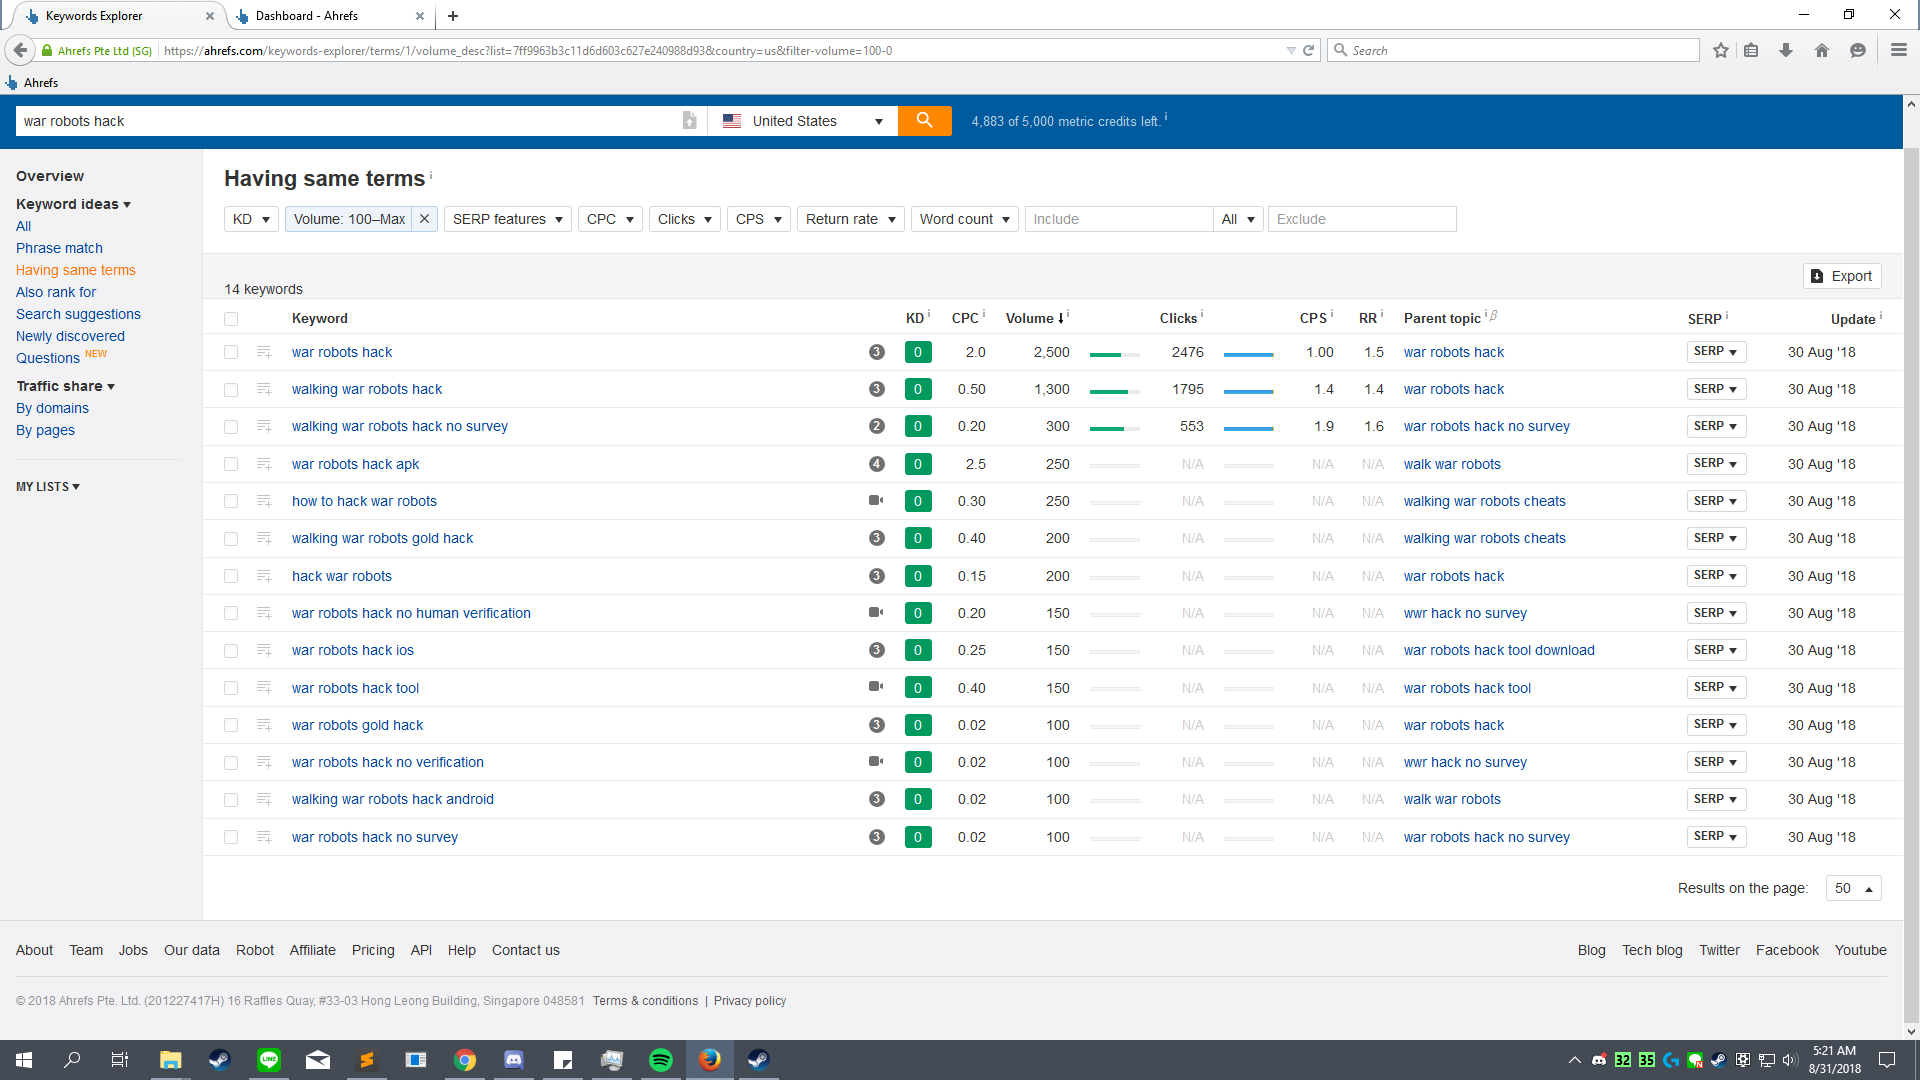 Keywords Explorer
Dashboard - Ahrefs
Ahrefs Pte Ltd (SG)
https://ahrefs.com/keywords-explorer/terms/1/volume_desc?list=7ff9963b3c11d6d603c627e240988d93&country=us&filter-volume=100-0
Search
Ahrefs
war robots hack
United States
4,883 of 5,000 metric credits left. i
Overview
Keyword ideas
All
Phrase match
Having same terms
Also rank for
Search suggestions
Newly discovered
Questions NEW
Traffic share
By domains
By pages
MY LISTS
Having same terms i
KD Volume: 100–Max SERP features CPC Clicks CPS Return rate Word count Include All Exclude
14 keywords
Export
Keyword KD i CPC i Volume i Clicks i CPS i RR i Parent topic i β SERP i Update i
war robots hack 3 0 2.0 2,500 2476 1.00 1.5 war robots hack SERP 30 Aug '18
walking war robots hack 3 0 0.50 1,300 1795 1.4 1.4 war robots hack SERP 30 Aug '18
walking war robots hack no survey 2 0 0.20 300 553 1.9 1.6 war robots hack no survey SERP 30 Aug '18
war robots hack apk 4 0 2.5 250 N/A N/A N/A walk war robots SERP 30 Aug '18
how to hack war robots 0 0.30 250 N/A N/A N/A walking war robots cheats SERP 30 Aug '18
walking war robots gold hack 3 0 0.40 200 N/A N/A N/A walking war robots cheats SERP 30 Aug '18
hack war robots 3 0 0.15 200 N/A N/A N/A war robots hack SERP 30 Aug '18
war robots hack no human verification 0 0.20 150 N/A N/A N/A wwr hack no survey SERP 30 Aug '18
war robots hack ios 3 0 0.25 150 N/A N/A N/A war robots hack tool download SERP 30 Aug '18
war robots hack tool 0 0.40 150 N/A N/A N/A war robots hack tool SERP 30 Aug '18
war robots gold hack 3 0 0.02 100 N/A N/A N/A war robots hack SERP 30 Aug '18
war robots hack no verification 0 0.02 100 N/A N/A N/A wwr hack no survey SERP 30 Aug '18
walking war robots hack android 3 0 0.02 100 N/A N/A N/A walk war robots SERP 30 Aug '18
war robots hack no survey 3 0 0.02 100 N/A N/A N/A war robots hack no survey SERP 30 Aug '18
Results on the page: 50
About Team Jobs Our data Robot Affiliate Pricing API Help Contact us
Blog Tech blog Twitter Facebook Youtube
© 2018 Ahrefs Pte. Ltd. (201227417H) 16 Raffles Quay, #33-03 Hong Leong Building, Singapore 048581 Terms & conditions | Privacy policy
LINE
32 35
5:21 AM
8/31/2018